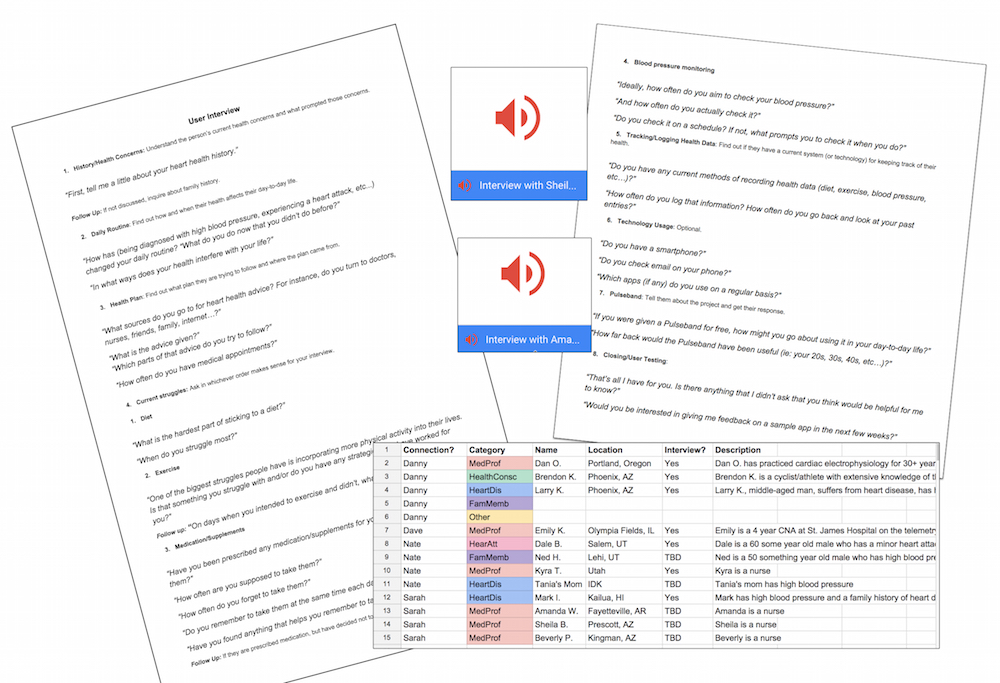 User Interview
1. History/Health Concerns: Understand the person's current health concerns and what prompted those concerns.
"First, tell me a little about your heart health history."
Follow Up: If not discussed, inquire about family history.
2. Daily Routine: Find out how and when their health affects their day-to-day life.
"How has (being diagnosed with high blood pressure, experiencing a heart attack, etc...)
changed your daily routine? "What do you do now that you didn't do before?"
"In what ways does your health interfere with your life?"
3. Health Plan: Find out what plan they are trying to follow and where the plan came from.
"What sources do you go to for heart health advice? For instance, do you turn to doctors,
nurses, friends, family, internet...?"
"What is the advice given?"
"Which parts of that advice do you try to follow?"
"How often do you have medical appointments?"
4. Current struggles: Ask in whichever order makes sense for your interview.
1. Diet
"What is the hardest part of sticking to a diet?"
"When do you struggle most?"
2. Exercise
"One of the biggest struggles people have is incorporating more physical activity into their lives.
Is that something you struggle with and/or do you have any strategies have worked for
you?"
Follow up: "On days when you intended to exercise and didn't,
3. Medication/Supplements
"Have you been prescribed any medication/supplements for
them?"
"How often are you supposed to take them?"
"How often do you forget to take them?"
"Do you remember to take them at the same time each
"Have you found anything that helps you remember to
Follow Up: If they are prescribed medication, but have decided not
Interview with Sheil...
Interview with Ama...
4. Blood pressure monitoring
"Ideally, how often do you aim to check your blood pressure?"
"And how often do you actually check it?"
"Do you check it on a schedule? If not, what prompts you to check it when you do?"
5. Tracking/Logging Health Data: Find out if they have a current system (or technology) for keeping track of their
health.
"Do you have any current methods of recording health data (diet, exercise, blood pressure,
etc...)?"
"How often do you log that information? How often do you go back and look at your past
entries?"
6. Technology Usage: Optional.
"Do you have a smartphone?"
"Do you check email on your phone?"
"Which apps (if any) do you use on a regular basis?"
7. Pulseband: Tell them about the project and get their response.
"If you were given a Pulseband for free, how might you go about using it in your day-to-day life?"
"How far back would the Pulseband have been useful (ie: your 20s, 30s, 40s, etc...)?"
8. Closing/User Testing:
"That's all I have for you. Is there anything that I didn't ask that you think would be helpful for me
to know?"
"Would you be interested in giving me feedback on a sample app in the next few weeks?"
1 Connection? Category Name Location Interview? Description
2 Danny MedProf Dan O. Portland, Oregon Yes Dan O. has practiced cardiac electrophysiology for 30+ year
3 Danny HealthConsc Brendon K. Phoenix, AZ Yes Brendon K. is a cyclist/athlete with extensive knowledge of
4 Danny HeartDis Larry K. Phoenix, AZ Yes Larry K., middle-aged man, suffers from heart disease, has
5 Danny FamMemb
6 Danny Other
7 Dave MedProf Emily K. Olympia Fields, IL Yes Emily is a 4 year CNA at St. James Hospital on the telemetr
8 Nate HearAtt Dale B. Salem, UT Yes Dale is a 60 some year old male who has a minor heart atta
9 Nate FamMemb Ned H. Lehi, UT TBD Ned is a 50 something year old male who has high blood pre
10 Nate MedProf Kyra T. Utah Yes Kyra is a nurse
11 Nate HeartDis Tania's Mom IDK TBD Tania's mom has high blood pressure
12 Sarah HeartDis Mark I. Kailua, HI Yes Mark has high blood pressure and a family history of heart d
13 Sarah MedProf Amanda W. Fayetteville, AR TBD Amanda is a nurse
14 Sarah MedProf Sheila B. Prescott, AZ TBD Sheila is a nurse
15 Sarah MedProf Beverly P. Kingman, AZ TBD Beverly is a nurse